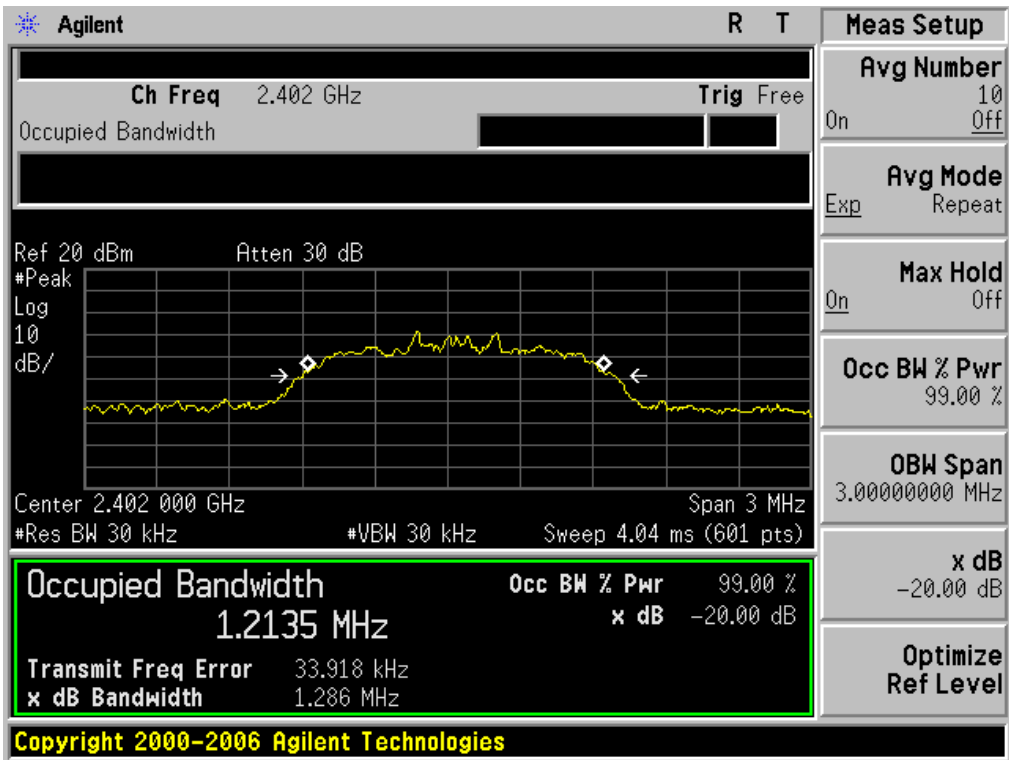 Agilent R T
Ch Freq 2.402 GHz Trig Free
Occupied Bandwidth
Ref 20 dBm Atten 30 dB
#Peak
Log
10
dB/
Center 2.402 000 GHz Span 3 MHz
#Res BW 30 kHz #VBW 30 kHz Sweep 4.04 ms (601 pts)
Occupied Bandwidth Occ BW % Pwr 99.00 %
1.2135 MHz x dB -20.00 dB
Transmit Freq Error 33.918 kHz
x dB Bandwidth 1.286 MHz
Copyright 2000-2006 Agilent Technologies
Meas Setup
Avg Number
10
On Off
Avg Mode
Exp Repeat
Max Hold
On Off
Occ BW % Pwr
99.00 %
OBW Span
3.00000000 MHz
x dB
-20.00 dB
Optimize
Ref Level